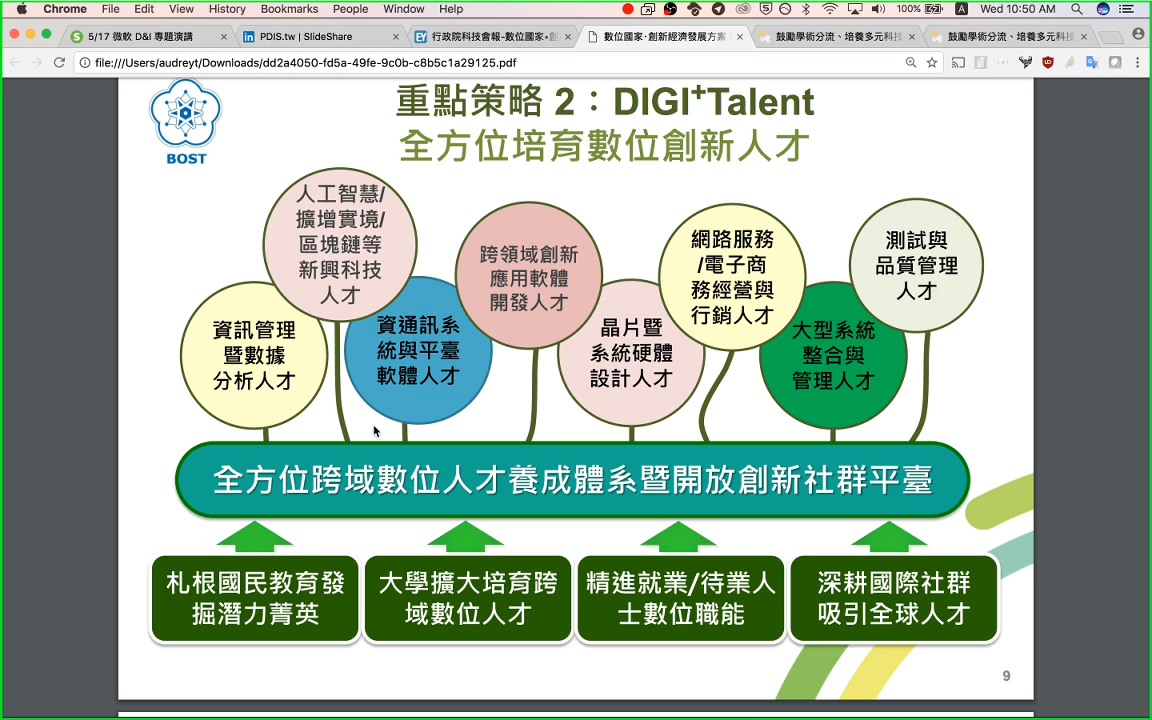 Chrome File Edit View History Bookmarks People Window Help 100% Wed 10:50 AM
5/17 微軟 D&I 專題演講
PDIS.tw | SlideShare
行政院科技會報-數位國家•創
數位國家･創新經濟發展方案
鼓勵學術分流、培養多元科技
鼓勵學術分流、培養多元科技
file:///Users/audreyt/Downloads/dd2a4050-fd5a-49fe-9c0b-c8b5c1a29125.pdf
BOST
重點策略 2：DIGI⁺Talent
全方位培育數位創新人才
人工智慧/
擴增實境/
區塊鏈等
新興科技
人才
跨領域創新
應用軟體
開發人才
網路服務
/電子商
務經營與
行銷人才
測試與
品質管理
人才
資訊管理
暨數據
分析人才
資通訊系
統與平臺
軟體人才
晶片暨
系統硬體
設計人才
大型系統
整合與
管理人才
全方位跨域數位人才養成體系暨開放創新社群平臺
札根國民教育發
掘潛力菁英
大學擴大培育跨
域數位人才
精進就業/待業人
士數位職能
深耕國際社群
吸引全球人才
9